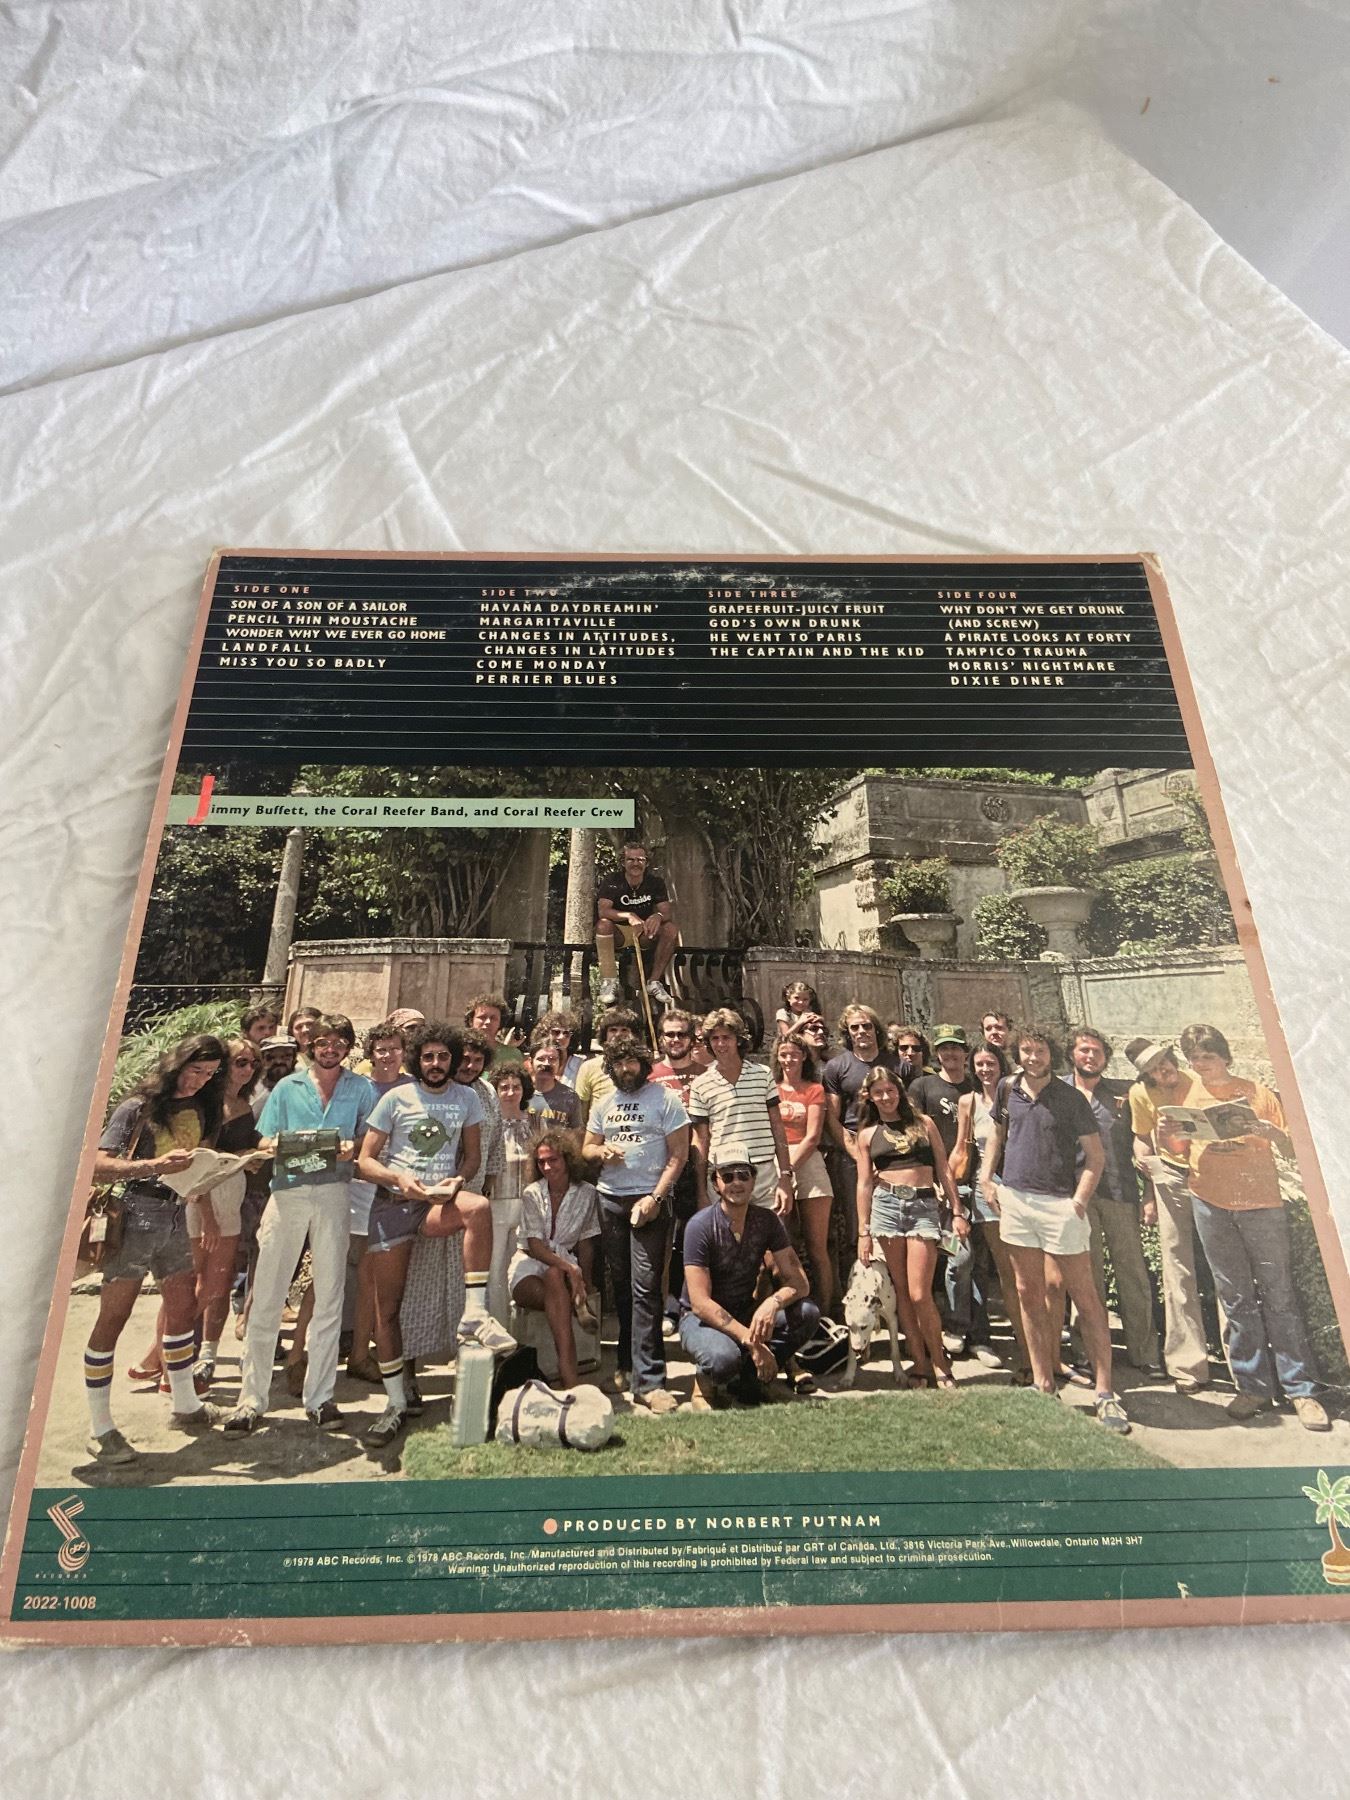 SIDE ONE
SON OF A SON OF A SAILOR
PENCIL THIN MOUSTACHE
WONDER WHY WE EVER GO HOME
LANDFALL
MISS YOU SO BADLY
SIDE TWO
HAVAÑA DAYDREAMIN'
MARGARITAVILLE
CHANGES IN ATTITUDES,
CHANGES IN LATITUDES
COME MONDAY
PERRIER BLUES
SIDE THREE
GRAPEFRUIT-JUICY FRUIT
GOD'S OWN DRUNK
HE WENT TO PARIS
THE CAPTAIN AND THE KID
SIDE FOUR
WHY DON'T WE GET DRUNK
(AND SCREW)
A PIRATE LOOKS AT FORTY
TAMPICO TRAUMA
MORRIS' NIGHTMARE
DIXIE DINER
Jimmy Buffett, the Coral Reefer Band, and Coral Reefer Crew
Outside
THE
MOOSE
IS
LOOSE
ANTS
PRODUCED BY NORBERT PUTNAM
℗1978 ABC Records, Inc. ©1978 ABC Records, Inc./Manufactured and Distributed by/Fabriqué et Distribué par GRT of Canada, Ltd., 3816 Victoria Park Ave., Willowdale, Ontario M2H 3H7
Warning: Unauthorized reproduction of this recording is prohibited by Federal law and subject to criminal prosecution.
abc
RECORDS
2022-1008